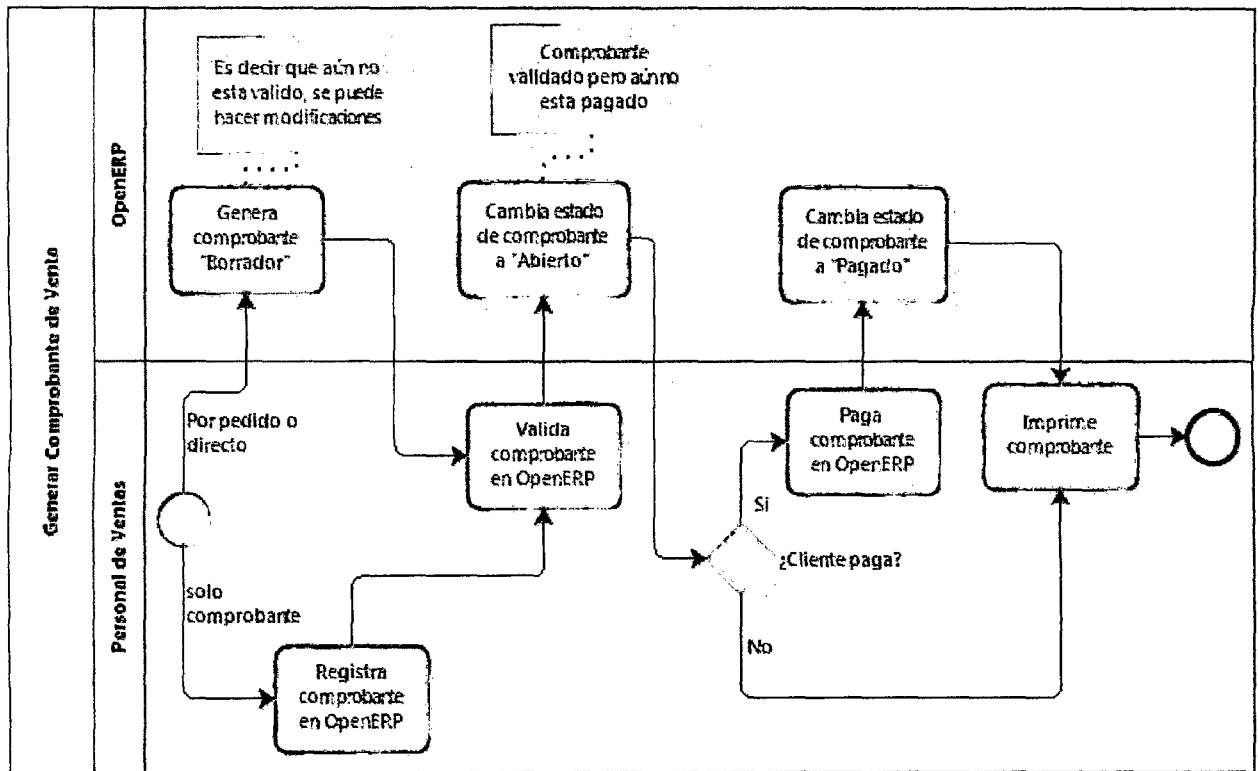 Generar Comprobante de Venta
OpenERP
Es decir que aún no
esta valido, se puede
hacer modificaciones
Comprobante
validado pero aún no
esta pagado
Genera
comprobante
"Borrador"
Cambia estado
de comprobante
a "Abierto"
Cambia estado
de comprobante
a "Pagado"
Personal de Ventas
Por pedido o
directo
solo
comprobante
Registra
comprobante
en OpenERP
Valida
comprobante
en OpenERP
¿Cliente paga?
Si
No
Paga
comprobante
en OpenERP
Imprime
comprobante